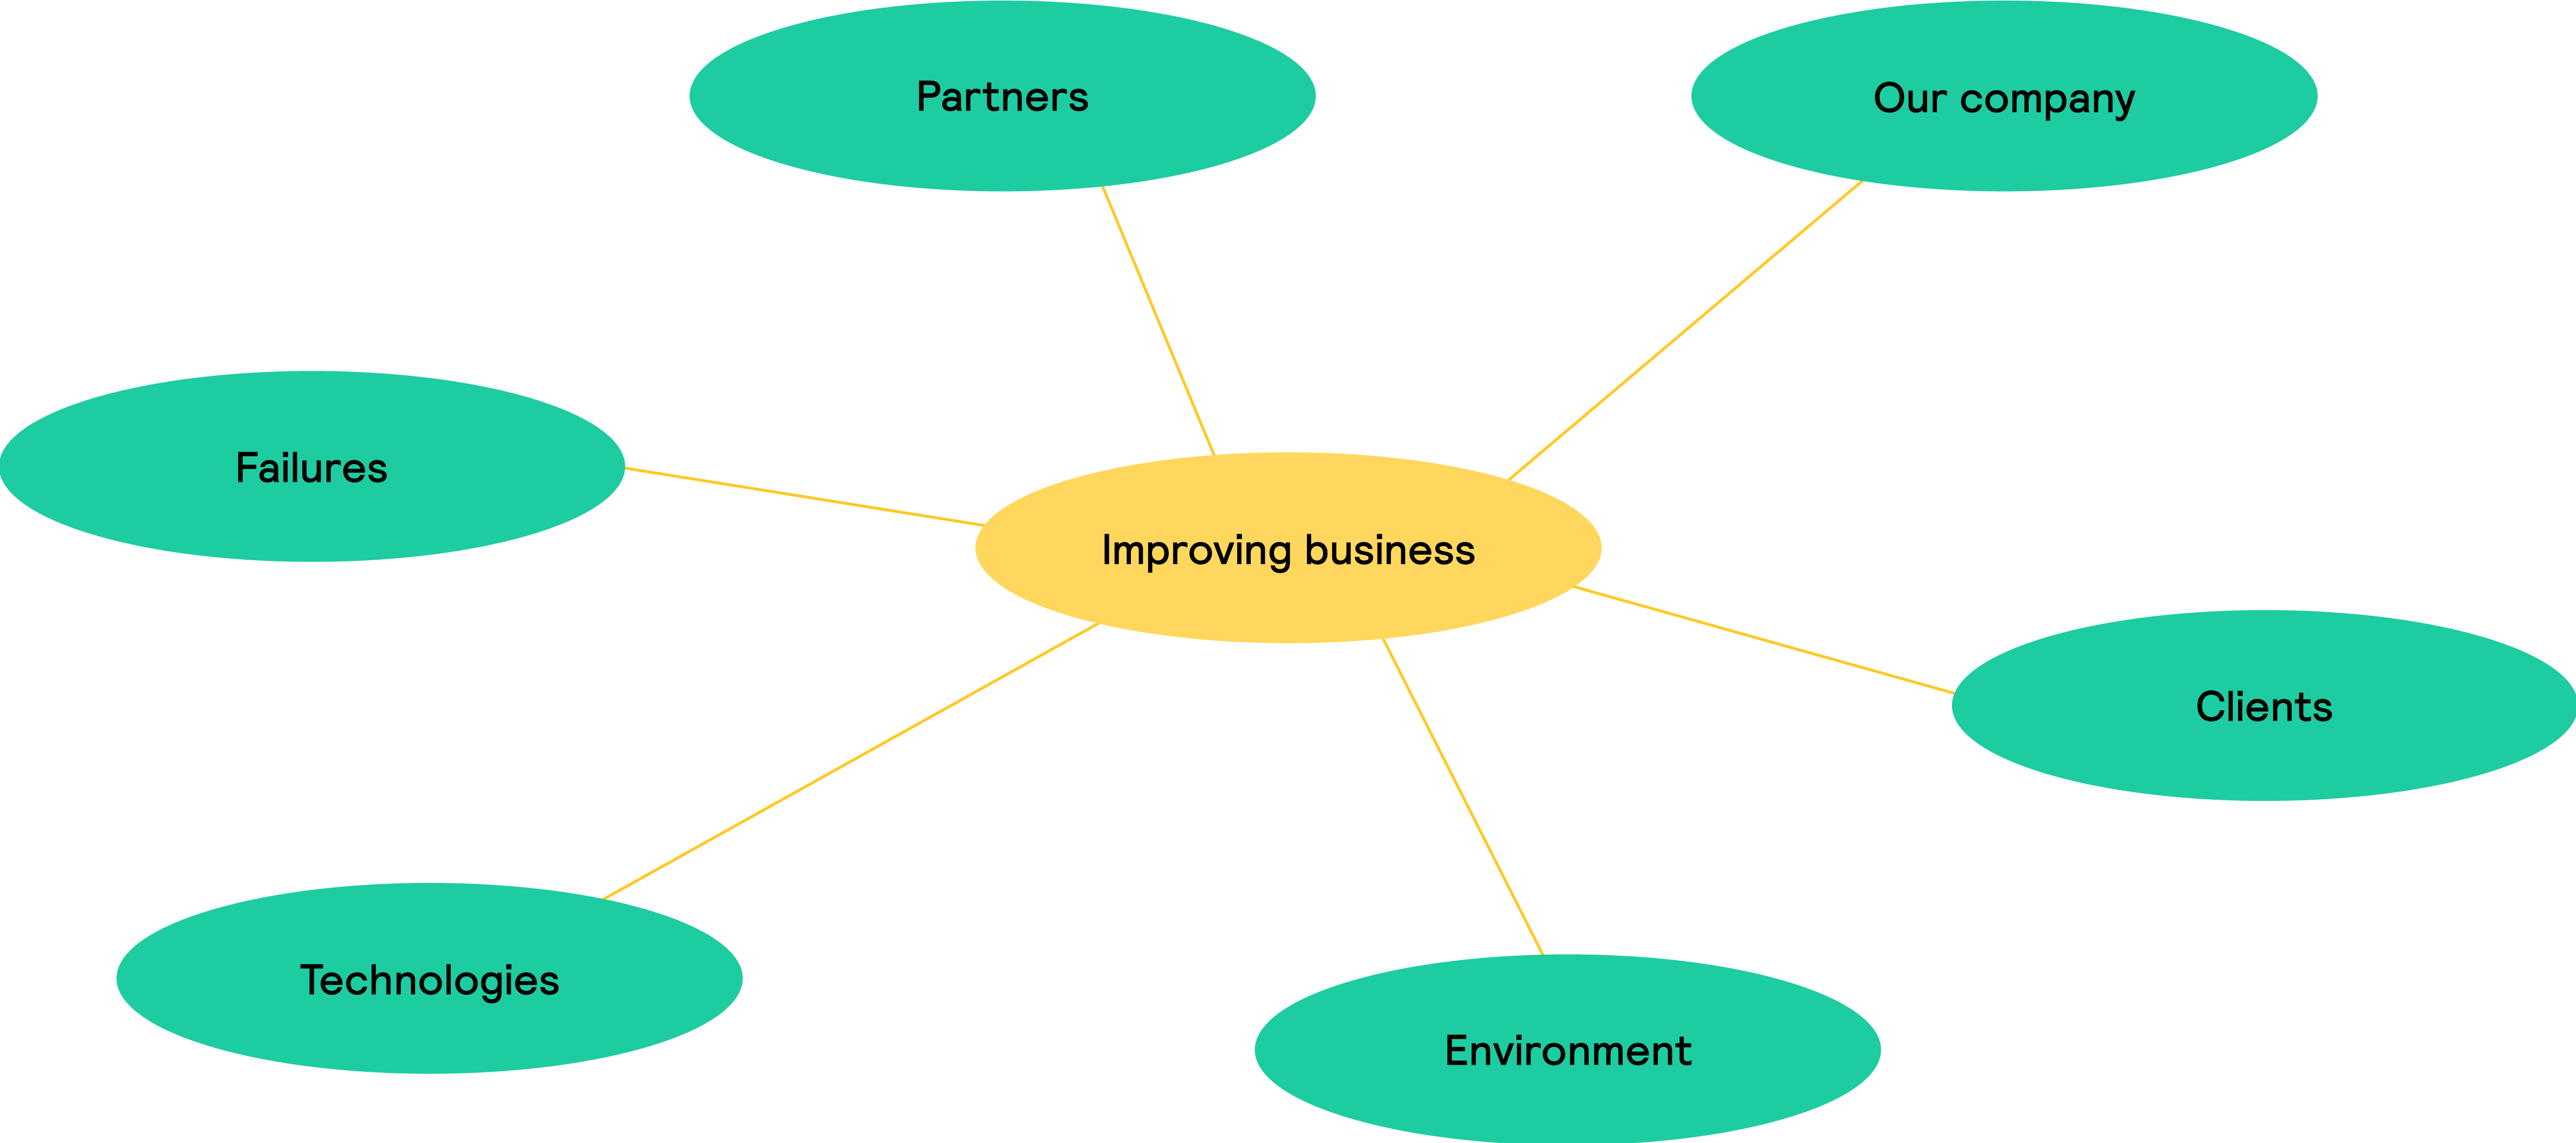 Partners
Our company
Failures
Improving business
Clients
Technologies
Environment